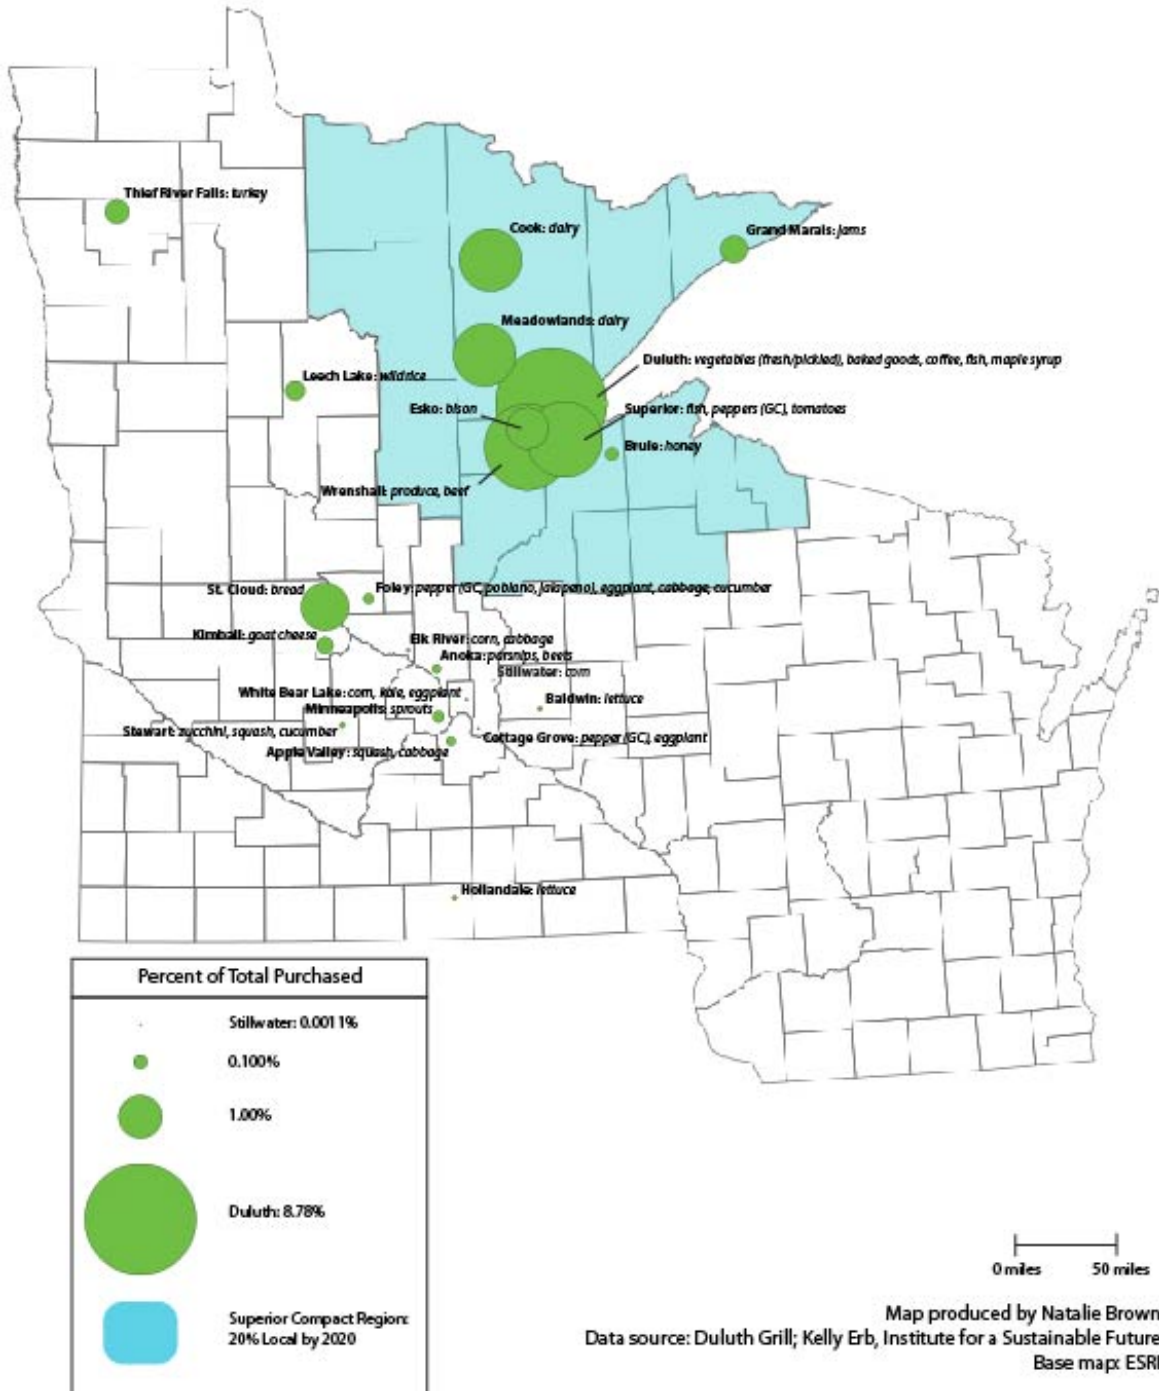 Thief River Falls: turkey
Cook: dairy
Grand Marais: jams
Meadowlands: dairy
Duluth: vegetables (fresh/pickled), baked goods, coffee, fish, maple syrup
Leech Lake: wild rice
Esko: bison
Superior: fish, peppers (GC), tomatoes
Brule: honey
Wrenshall: produce, beef
St. Cloud: bread
Foley: pepper (GC, poblano, jalapeno), eggplant, cabbage, cucumber
Kimball: goat cheese
Elk River: corn, cabbage
Anoka: parsnips, beets
Stillwater: corn
White Bear Lake: corn, kale, eggplant
Baldwin: lettuce
Minneapolis: sprouts
Stewart: zucchini, squash, cucumber
Cottage Grove: pepper (GC), eggplant
Apple Valley: squash, cabbage
Hollandale: lettuce
Percent of Total Purchased
Stillwater: 0.0011%
0.100%
1.00%
Duluth: 8.78%
Superior Compact Region:
20% Local by 2020
0 miles 50 miles
Map produced by Natalie Brown
Data source: Duluth Grill; Kelly Erb, Institute for a Sustainable Future
Base map: ESRI